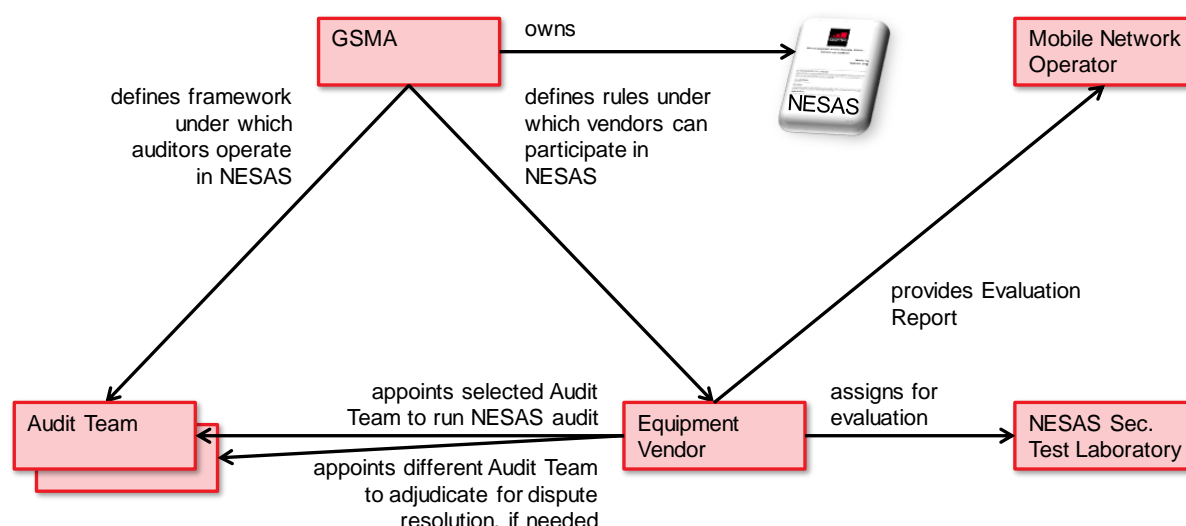 GSMA
owns
NESAS
Mobile Network
Operator
defines framework
under which
auditors operate
in NESAS
defines rules under
which vendors can
participate in
NESAS
provides Evaluation
Report
Audit Team
appoints selected Audit
Team to run NESAS audit
Equipment
Vendor
assigns for
evaluation
NESAS Sec.
Test Laboratory
appoints different Audit Team
to adjudicate for dispute
resolution, if needed